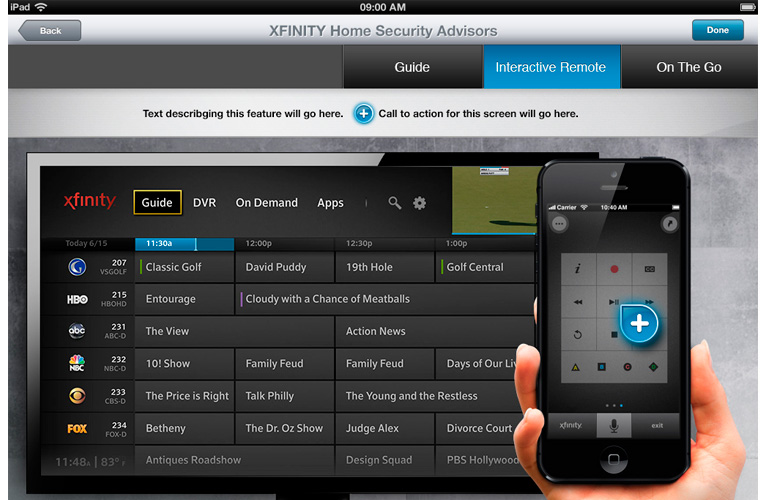 iPad 09:00 AM
Back XFINITY Home Security Advisors Done
Guide Interactive Remote On The Go
Text describging this feature will go here. Call to action for this screen will go here.
xfinity Guide DVR On Demand Apps
Today 6/15 11:30a 12:00p 12:30p 1:00p
207 VSGOLF Classic Golf David Puddy 19th Hole Golf Central
HBO 215 HBOHD Entourage Cloudy with a Chance of Meatballs
abc 231 ABC-D The View Action News
NBC 232 NBC-D 10! Show Family Feud Family Feud Days of Our Liv
233 CBS-D The Price is Right Talk Philly The Young and the Restless
FOX 234 FOX-D Betheny The Dr. Oz Show Judge Alex Divorce Court
11:48a | 83° F Antiques Roadshow Design Squad PBS Hollywood
Carrier 10:40 AM
i
CC
A B C D
xfinity. exit